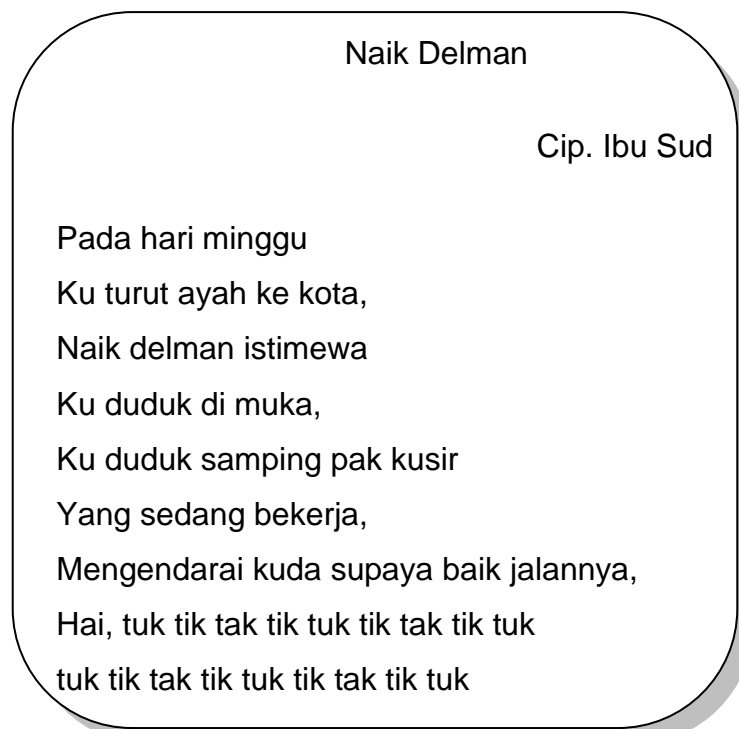 Naik Delman
Cip. Ibu Sud
Pada hari minggu
Ku turut ayah ke kota,
Naik delman istimewa
Ku duduk di muka,
Ku duduk samping pak kusir
Yang sedang bekerja,
Mengendarai kuda supaya baik jalannya,
Hai, tuk tik tak tik tuk tik tak tik tuk
tuk tik tak tik tuk tik tak tik tuk